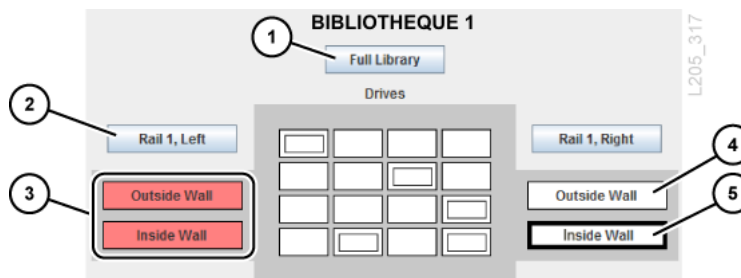 BIBLIOTHEQUE 1
1
Full Library
L205_317
Drives
2
Rail 1, Left
Rail 1, Right
3
Outside Wall
Inside Wall
4
Outside Wall
5
Inside Wall